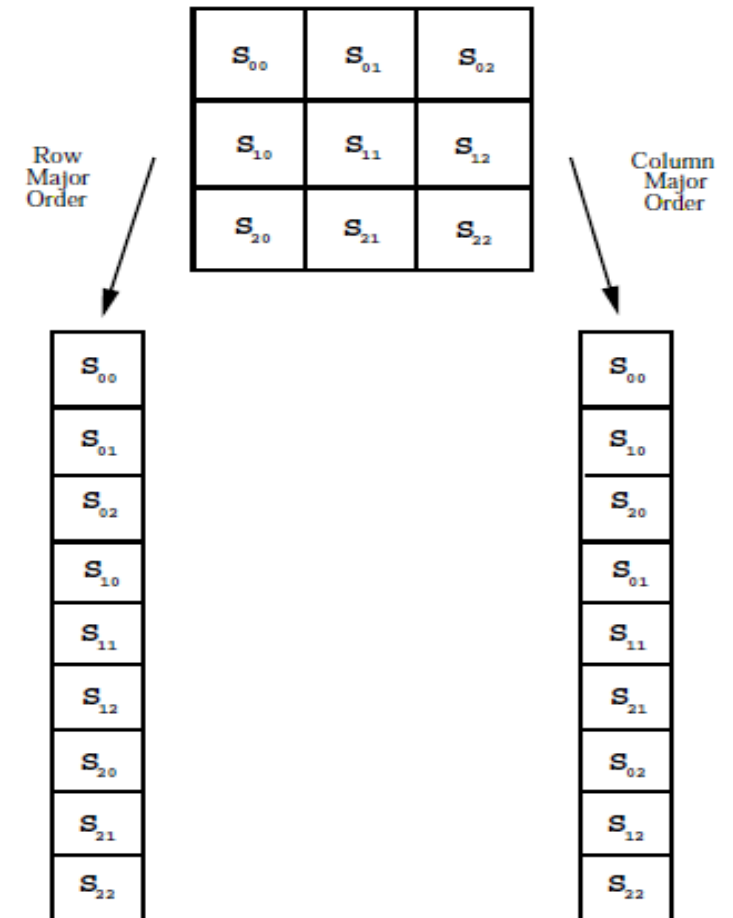 S₀₀ S₀₁ S₀₂
S₁₀ S₁₁ S₁₂
S₂₀ S₂₁ S₂₂
Row
Major
Order
Column
Major
Order
S₀₀
S₀₁
S₀₂
S₁₀
S₁₁
S₁₂
S₂₀
S₂₁
S₂₂
S₀₀
S₁₀
S₂₀
S₀₁
S₁₁
S₂₁
S₀₂
S₁₂
S₂₂